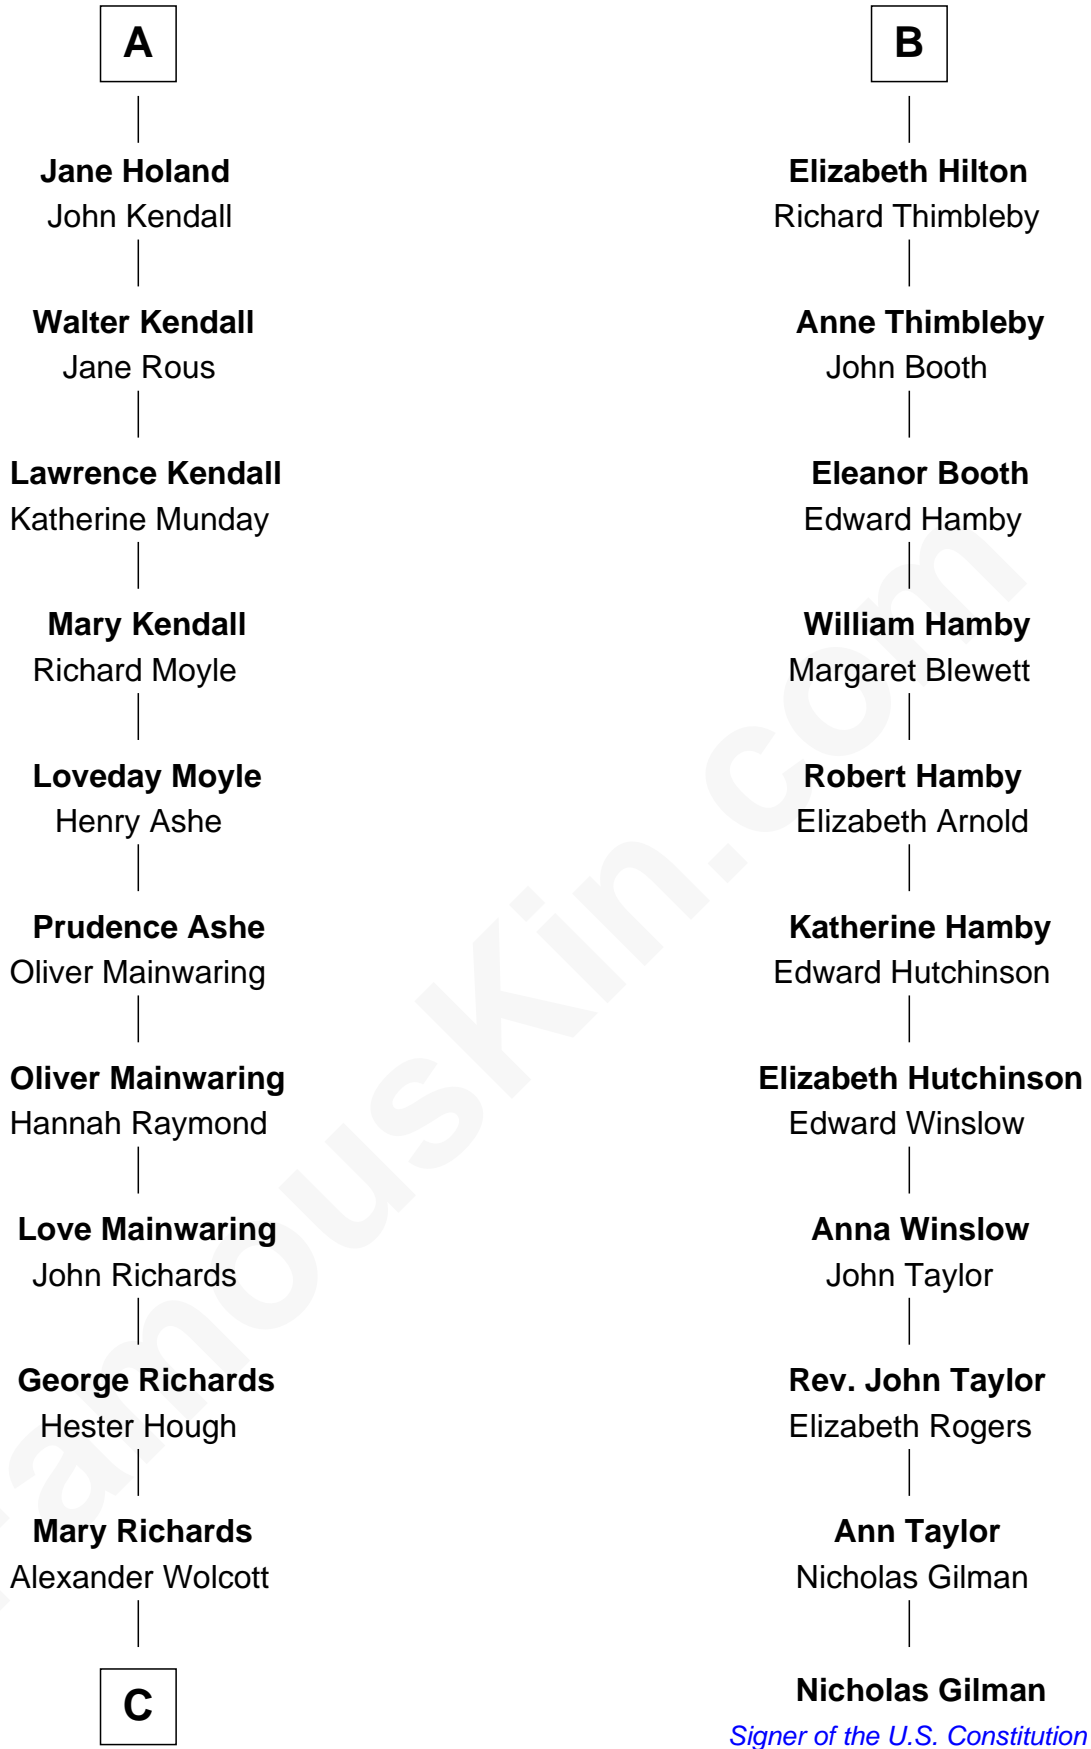 A
Jane Holand
John Kendall
Walter Kendall
Jane Rous
Lawrence Kendall
Katherine Munday
Mary Kendall
Richard Moyle
Loveday Moyle
Henry Ashe
Prudence Ashe
Oliver Mainwaring
Oliver Mainwaring
Hannah Raymond
Love Mainwaring
John Richards
George Richards
Hester Hough
Mary Richards
Alexander Wolcott
C
B
Elizabeth Hilton
Richard Thimbleby
Anne Thimbleby
John Booth
Eleanor Booth
Edward Hamby
William Hamby
Margaret Blewett
Robert Hamby
Elizabeth Arnold
Katherine Hamby
Edward Hutchinson
Elizabeth Hutchinson
Edward Winslow
Anna Winslow
John Taylor
Rev. John Taylor
Elizabeth Rogers
Ann Taylor
Nicholas Gilman
Nicholas Gilman
Signer of the U.S. Constitution
FamousKin.com